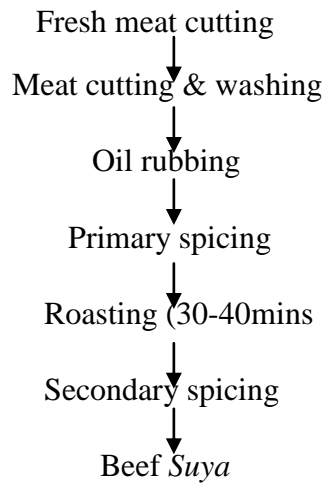 Fresh meat cutting
Meat cutting & washing
Oil rubbing
Primary spicing
Roasting (30-40mins
Secondary spicing
Beef Suya